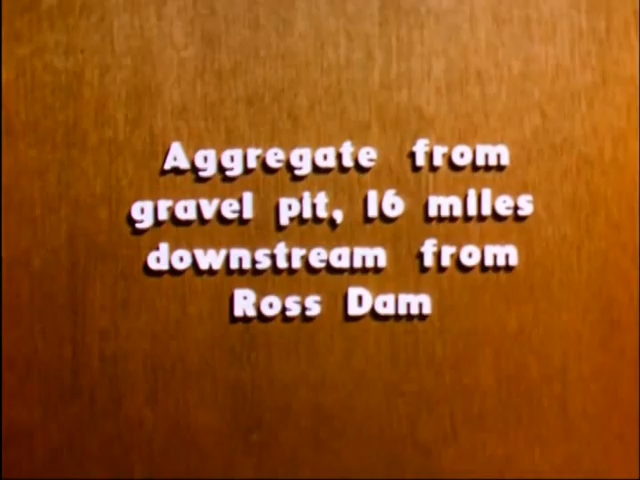 Aggregate from
gravel pit, 16 miles
downstream from
Ross Dam